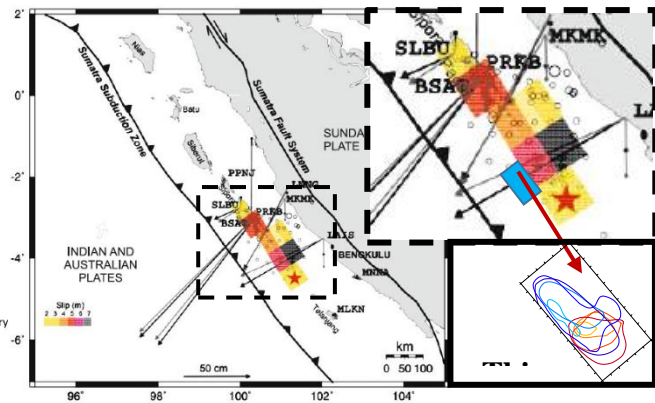 2˚
0˚
-2˚
-4˚
-6˚
96˚
98˚
100˚
102˚
104˚
Nias
Batu
Siberut
Sumatra Subduction Zone
Sumatra Fault System
SUNDA
PLATE
INDIAN AND
AUSTRALIAN
PLATES
PPNJ
SLBU
PRKB
BSAT
LNNG
MKMK
LAIS
BENGKULU
MNNA
MLKN
Slip (m)
2 3 4 5 6 7
50 cm
km
0 50 100
MKMK
SLBU
PRKB
BSAT